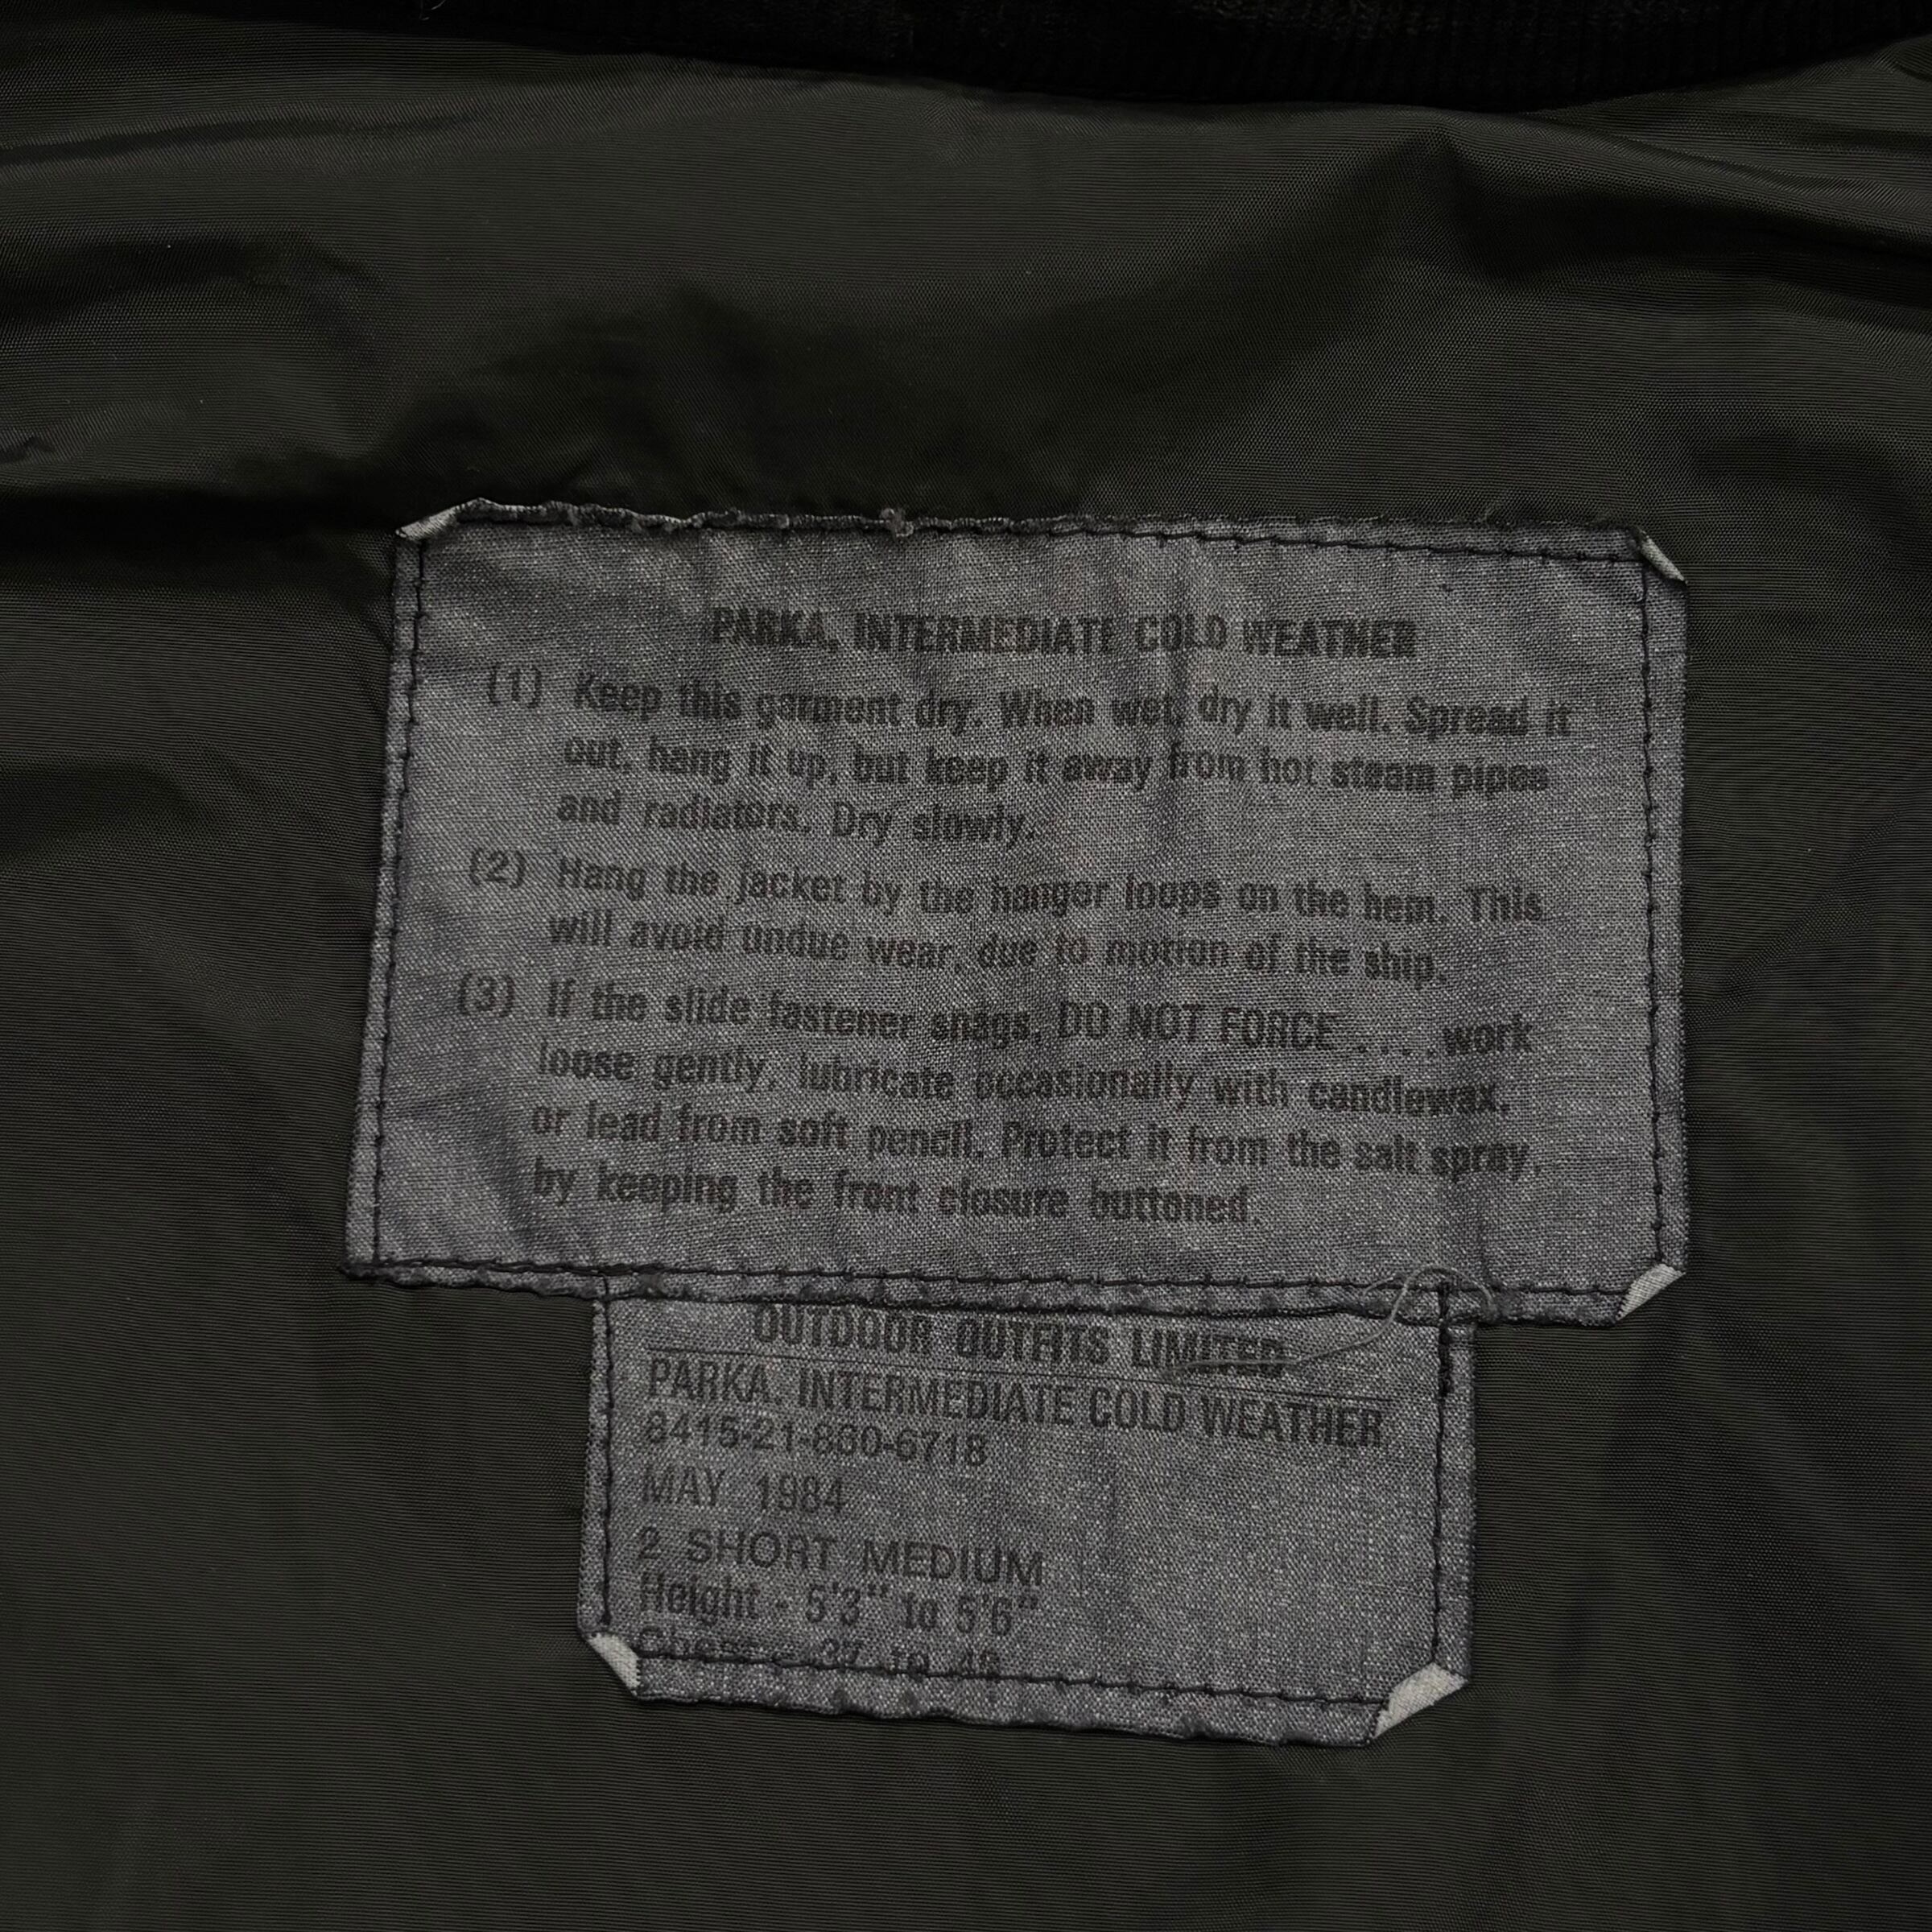 PARKA, INTERMEDIATE COLD WEATHER
(1) Keep this garment dry. When wet, dry it well. Spread it
out, hang it up, but keep it away from hot steam pipes
and radiators. Dry slowly.
(2) Hang the jacket by the hanger loops on the hem. This
will avoid undue wear, due to motion of the ship.
(3) If the slide fastener snags, DO NOT FORCE . . . . work
loose gently, lubricate occasionally with candlewax,
or lead from soft pencil. Protect it from the salt spray,
by keeping the front closure buttoned.
OUTDOOR OUTFITS LIMITED
PARKA, INTERMEDIATE COLD WEATHER
MAY 1984
2 SHORT MEDIUM
Height - 5'3" to 5'6"
Chest - 37 to